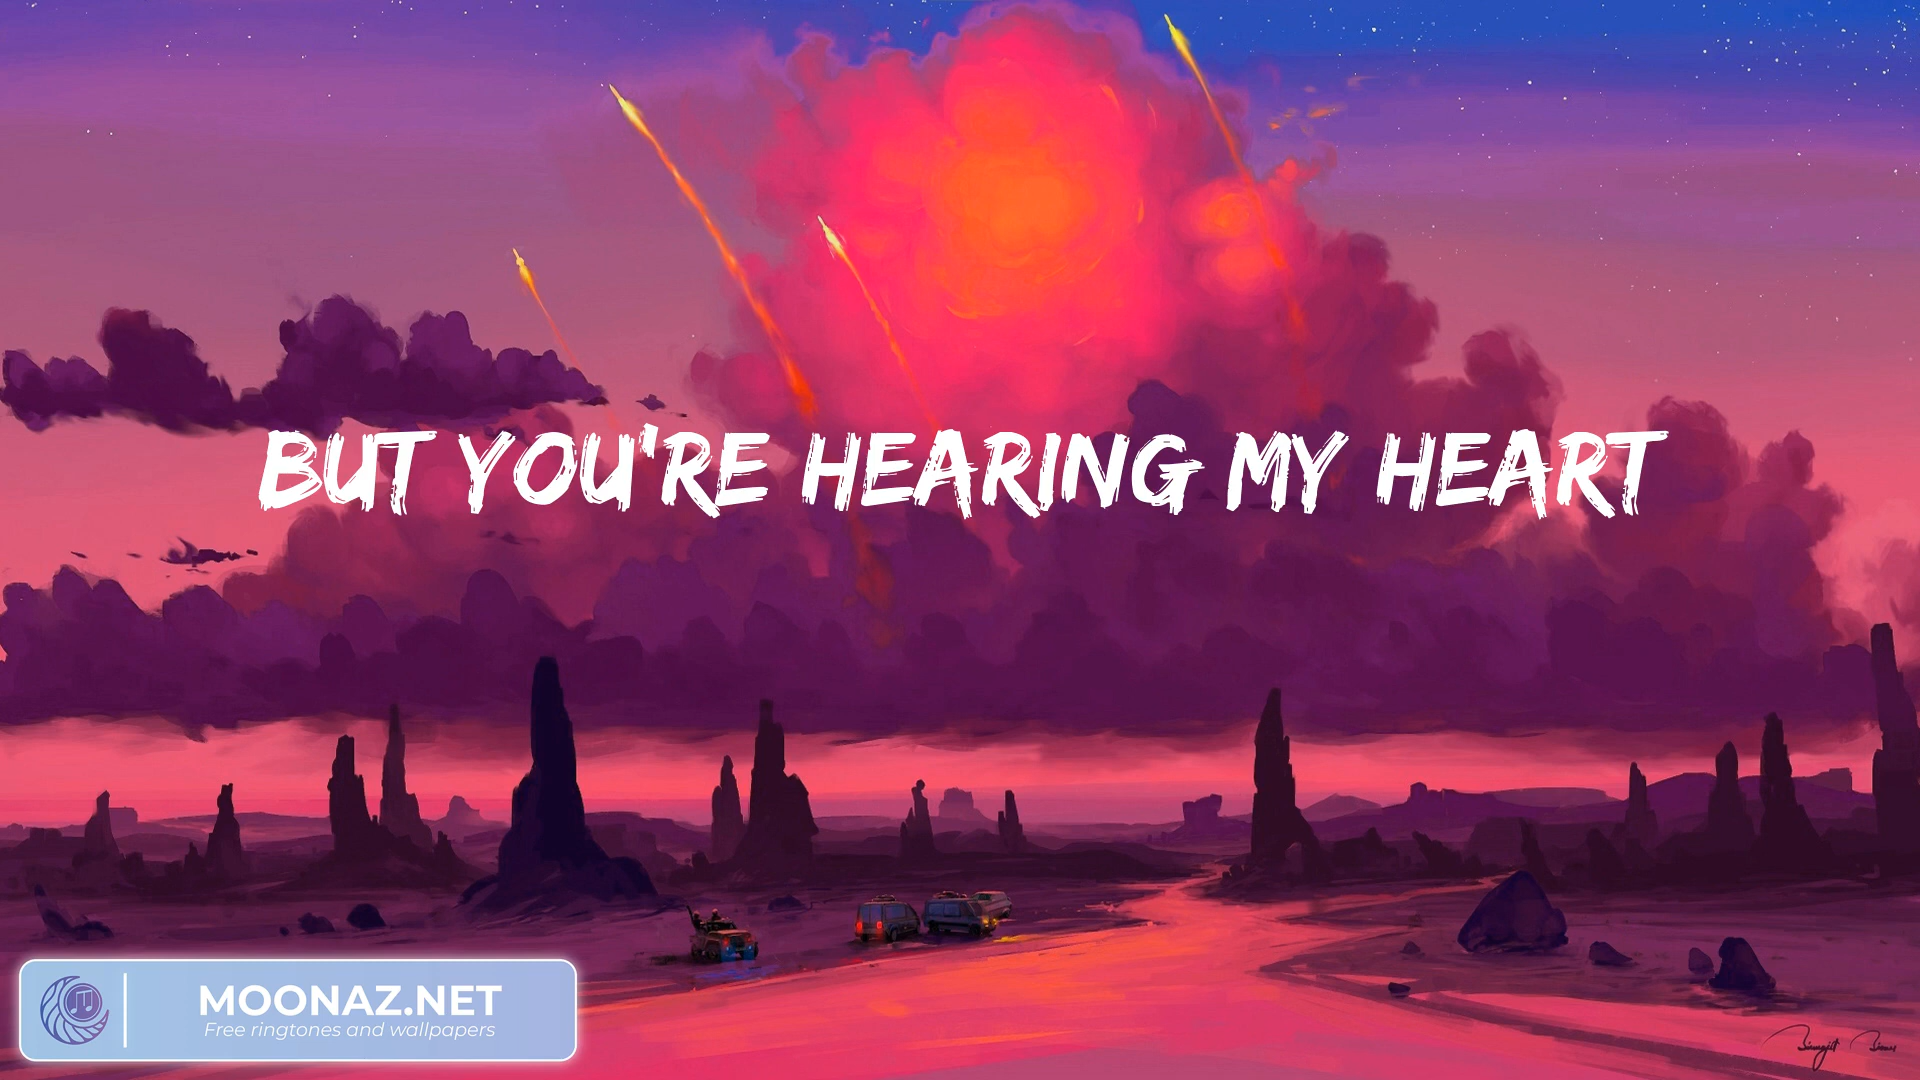 BUT YOU'RE HEARING MY HEART
MOONAZ.NET
Free ringtones and wallpapers